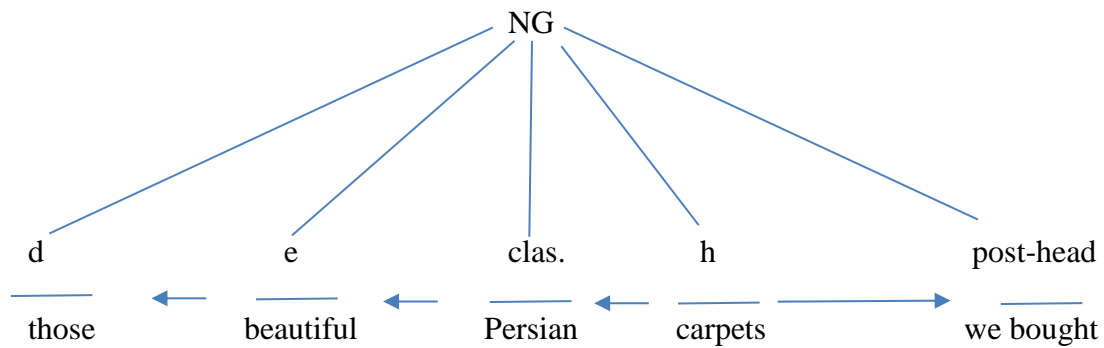 NG
d e clas. h post-head
those beautiful Persian carpets we bought